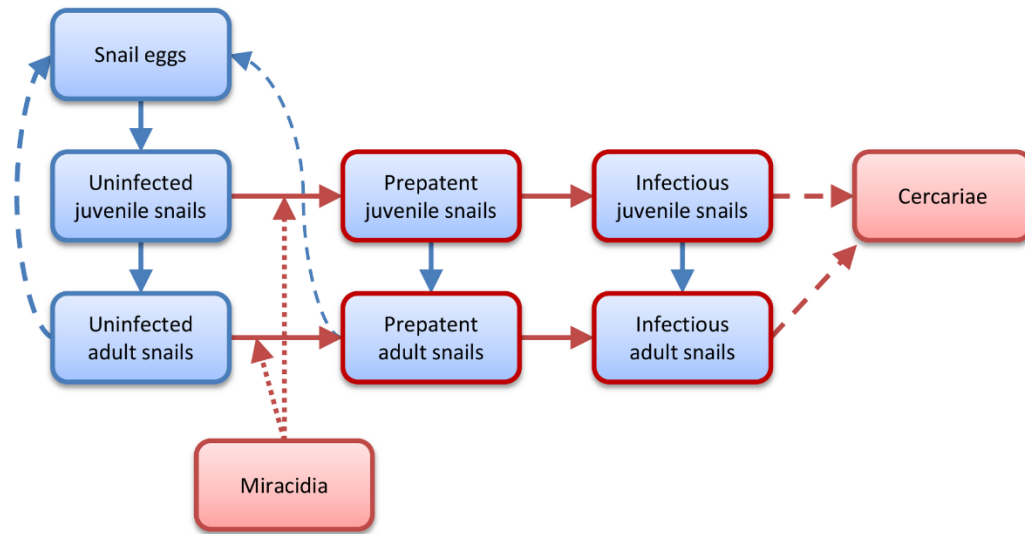 Snail eggs
Uninfected
juvenile snails
Prepatent
juvenile snails
Infectious
juvenile snails
Cercariae
Uninfected
adult snails
Prepatent
adult snails
Infectious
adult snails
Miracidia